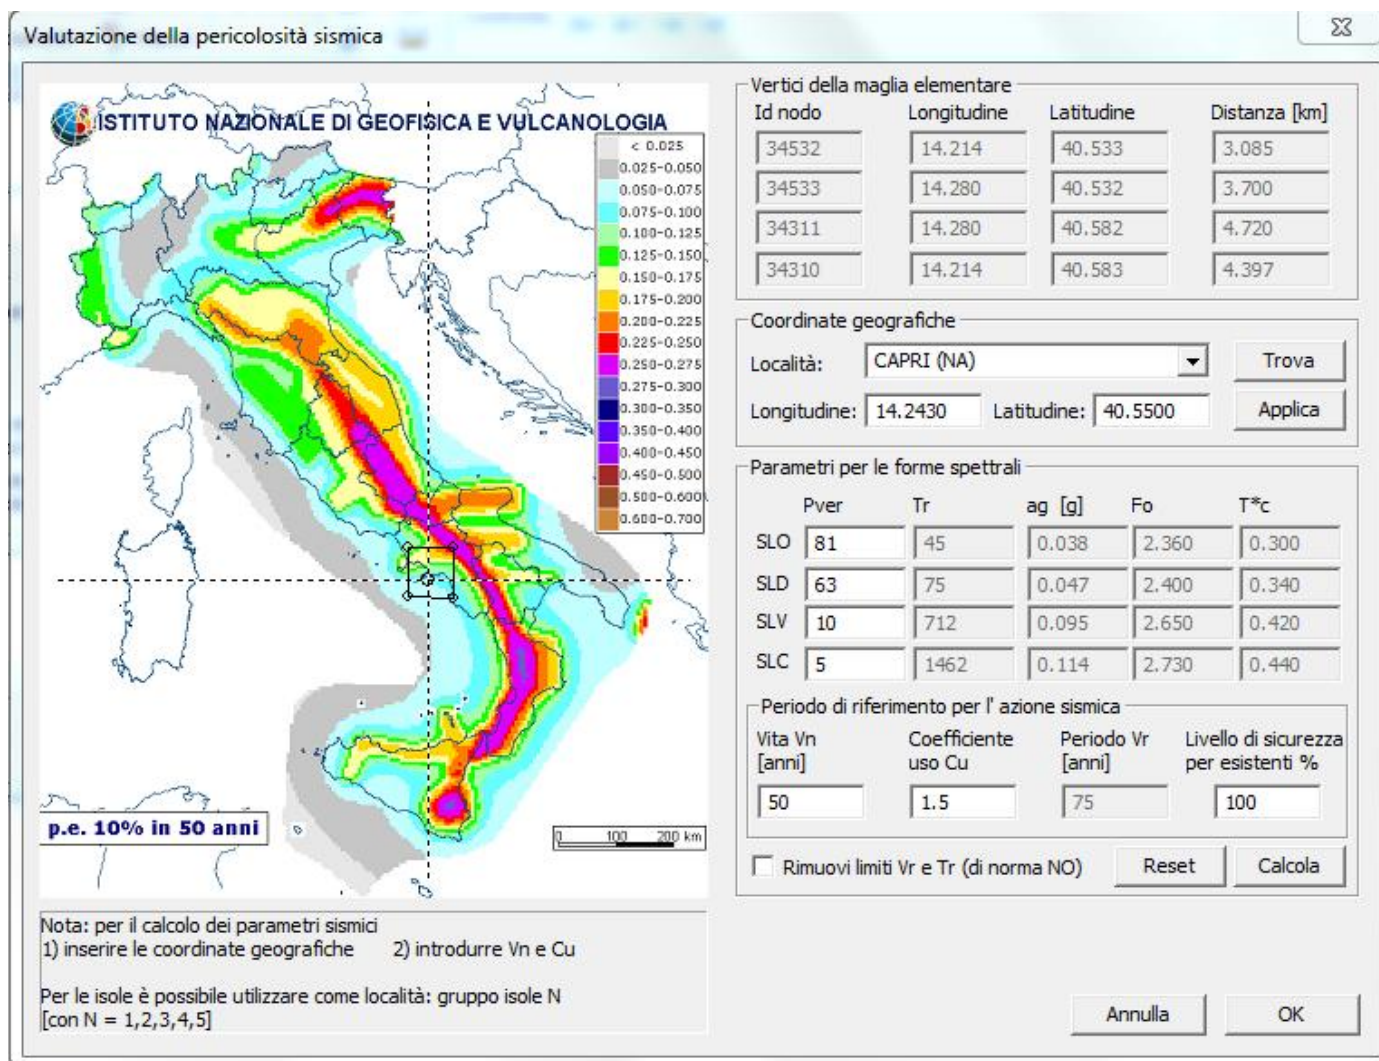 Valutazione della pericolosità sismica
ISTITUTO NAZIONALE DI GEOFISICA E VULCANOLOGIA
< 0.025
0.025-0.050
0.050-0.075
0.075-0.100
0.100-0.125
0.125-0.150
0.150-0.175
0.175-0.200
0.200-0.225
0.225-0.250
0.250-0.275
0.275-0.300
0.300-0.350
0.350-0.400
0.400-0.450
0.450-0.500
0.500-0.600
0.600-0.700
p.e. 10% in 50 anni
0 100 200 km
Nota: per il calcolo dei parametri sismici
1) inserire le coordinate geografiche 2) introdurre Vn e Cu
Per le isole è possibile utilizzare come località: gruppo isole N
[con N = 1,2,3,4,5]
Vertici della maglia elementare
Id nodo Longitudine Latitudine Distanza [km]
34532 14.214 40.533 3.085
34533 14.280 40.532 3.700
34311 14.280 40.582 4.720
34310 14.214 40.583 4.397
Coordinate geografiche
Località: CAPRI (NA) Trova
Longitudine: 14.2430 Latitudine: 40.5500 Applica
Parametri per le forme spettrali
Pver Tr ag [g] Fo T*c
SLO 81 45 0.038 2.360 0.300
SLD 63 75 0.047 2.400 0.340
SLV 10 712 0.095 2.650 0.420
SLC 5 1462 0.114 2.730 0.440
Periodo di riferimento per l' azione sismica
Vita Vn Coefficiente Periodo Vr Livello di sicurezza
[anni] uso Cu [anni] per esistenti %
50 1.5 75 100
Rimuovi limiti Vr e Tr (di norma NO) Reset Calcola
Annulla OK